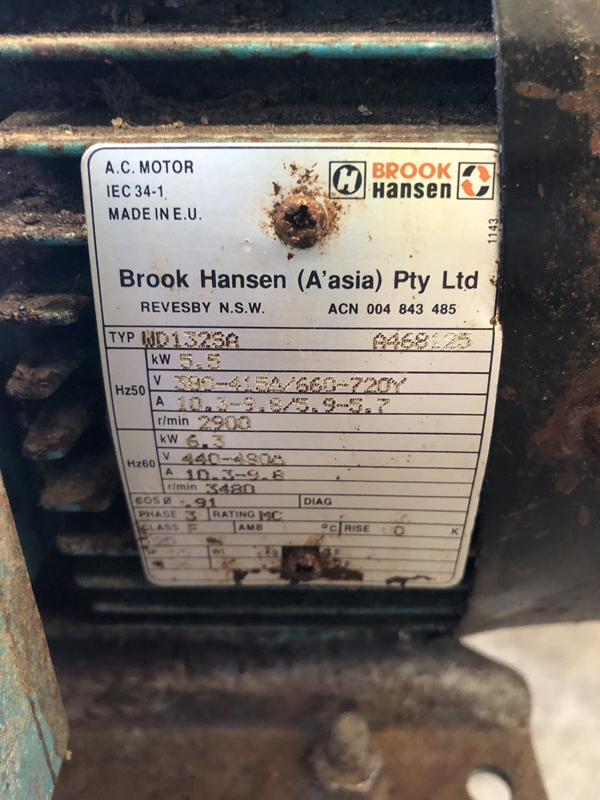 A.C. MOTOR
IEC 34-1
MADE IN E.U.
H BROOK Hansen
1143
Brook Hansen (A'asia) Pty Ltd
REVESBY N.S.W. ACN 004 843 485
TYP WD132SA A468125
Hz50
kW 5.5
V 380-415∆/660-720Y
A 10.3-9.8/5.9-5.7
r/min 2900
Hz60
kW 6.3
V 440-480∆
A 10.3-9.8
r/min 3480
COS Ø .91 DIAG
PHASE 3 RATING MC
CLASS F AMB °C RISE K